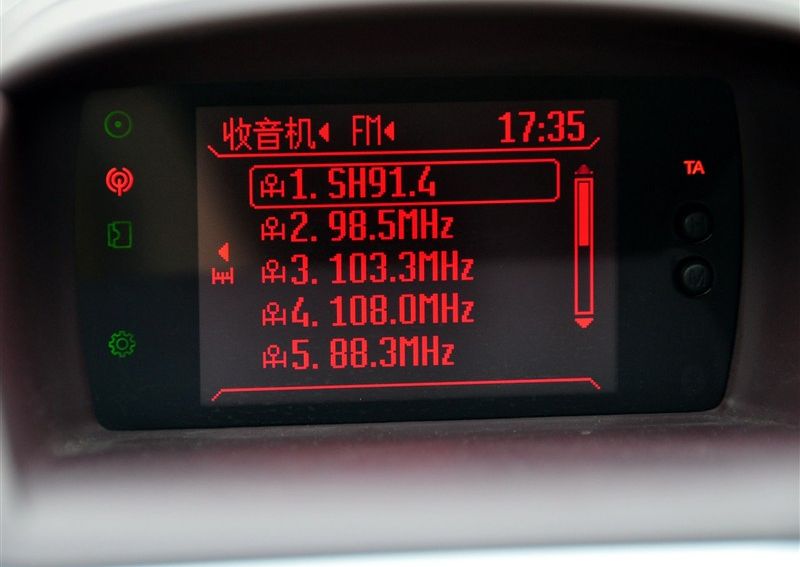 收音机 FM 17:35
TA
1. SH91.4
2. 98.5MHz
3. 103.3MHz
4. 108.0MHz
5. 88.3MHz